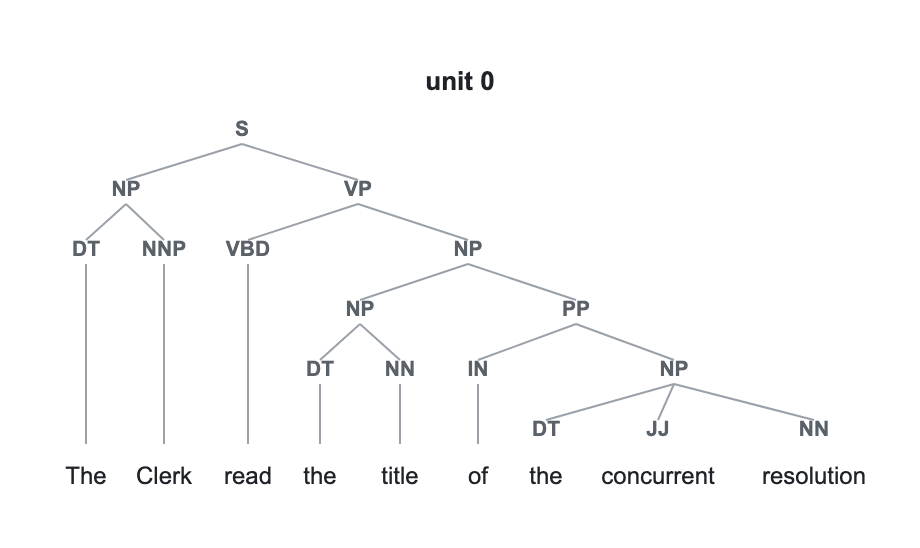 unit 0
S
NP VP
DT NNP VBD NP
NP PP
DT NN IN NP
DT JJ NN
The Clerk read the title of the concurrent resolution